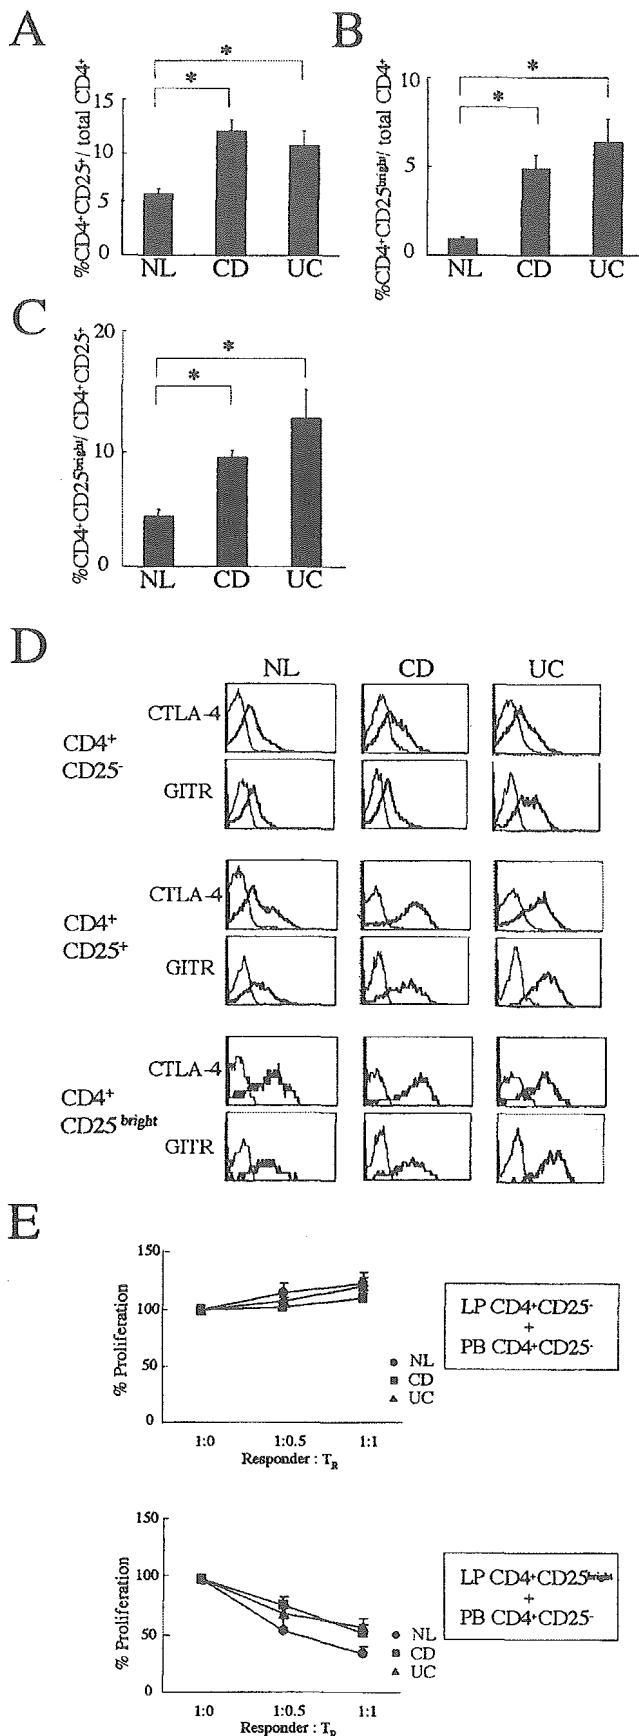 A
%CD4⁺CD25⁺/ total CD4⁺
15
10
5
0
*
*
NL CD UC
B
%CD4⁺CD25ᵇʳⁱᵍʰᵗ/ total CD4⁺
10
5
0
*
*
NL CD UC
C
%CD4⁺CD25ᵇʳⁱᵍʰᵗ/ CD4⁺CD25⁺
20
10
0
*
*
NL CD UC
D
NL CD UC
CD4⁺
CD25⁻
CTLA-4
GITR
CD4⁺
CD25⁺
CTLA-4
GITR
CD4⁺
CD25 ᵇʳⁱᵍʰᵗ
CTLA-4
GITR
E
% Proliferation
150
100
50
0
1:0 1:0.5 1:1
Responder : T_R
NL
CD
UC
LP CD4⁺CD25⁻
+
PB CD4⁺CD25⁻
% Proliferation
150
100
50
0
1:0 1:0.5 1:1
Responder : T_R
NL
CD
UC
LP CD4⁺CD25ᵇʳⁱᵍʰᵗ
+
PB CD4⁺CD25⁻